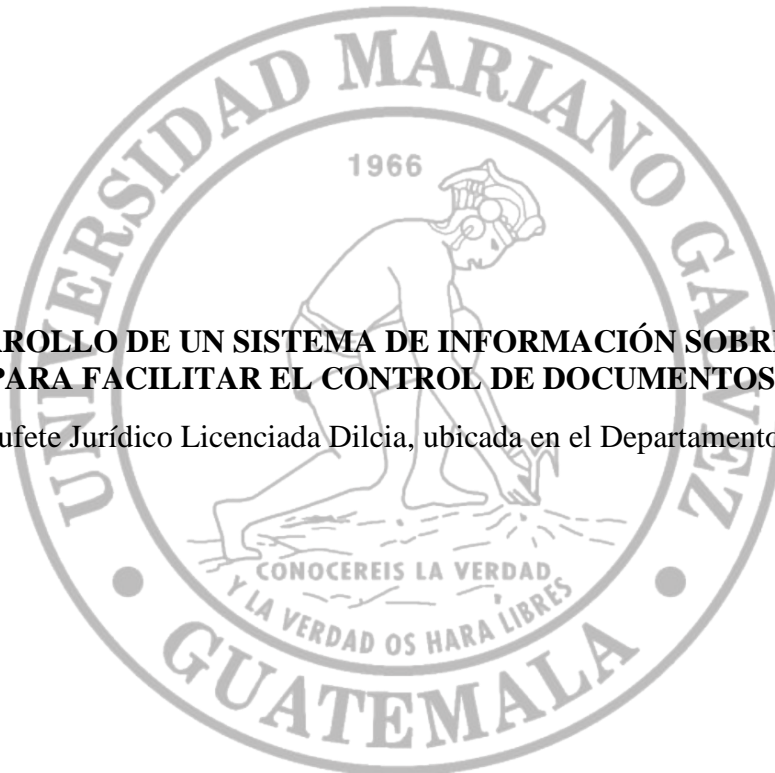 UNIVERSIDAD MARIANO GALVEZ
1966
RROLLO DE UN SISTEMA DE INFORMACIÓN SOBR
PARA FACILITAR EL CONTROL DE DOCUMENTOS
ufete Jurídico Licenciada Dilcia, ubicada en el Departamento
CONOCEREIS LA VERDAD
Y LA VERDAD OS HARA LIBRES
GUATEMALA